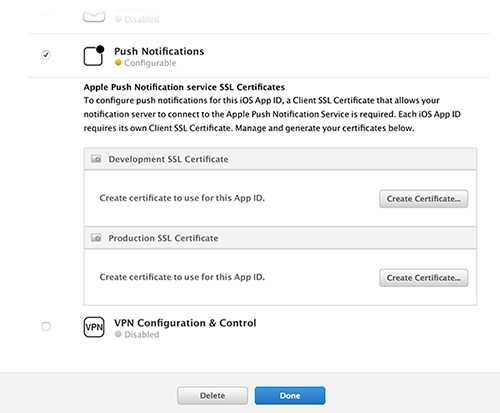 Disabled
Push Notifications
Configurable
Apple Push Notification service SSL Certificates
To configure push notifications for this iOS App ID, a Client SSL Certificate that allows your
notification server to connect to the Apple Push Notification Service is required. Each iOS App ID
requires its own Client SSL Certificate. Manage and generate your certificates below.
Development SSL Certificate
Create certificate to use for this App ID. Create Certificate...
Production SSL Certificate
Create certificate to use for this App ID. Create Certificate...
VPN VPN Configuration & Control
Disabled
Delete Done